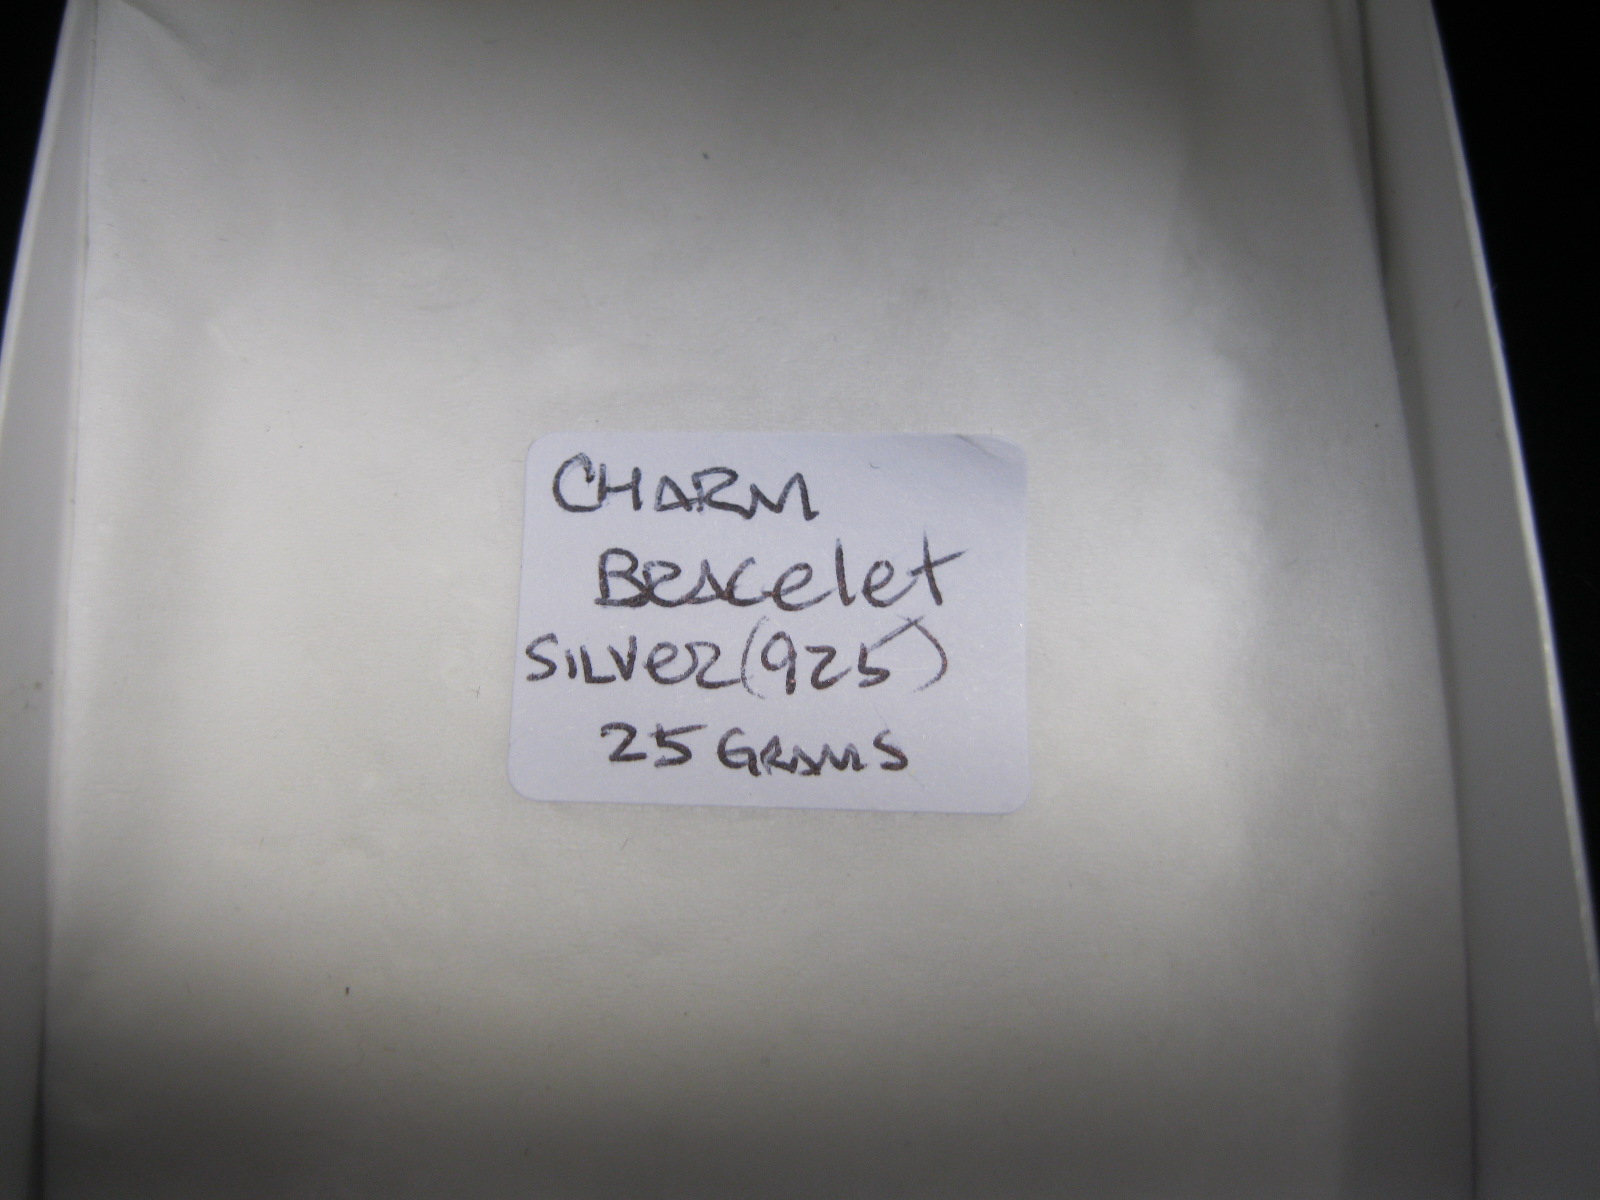 CHARM
Bracelet
SILVer (925)
25 GRAMS